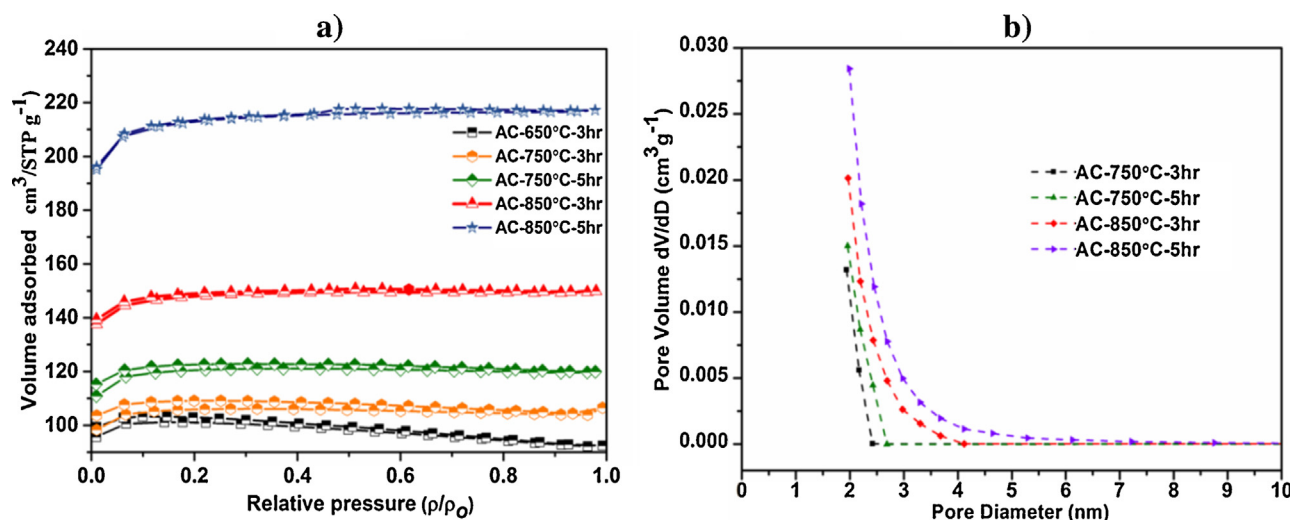 a)
240
220
200
180
160
140
120
100
Volume adsorbed cm³/STP g⁻¹
AC-650°C-3hr
AC-750°C-3hr
AC-750°C-5hr
AC-850°C-3hr
AC-850°C-5hr
0.0 0.2 0.4 0.6 0.8 1.0
Relative pressure (ρ/ρₒ)
b)
0.030
0.025
0.020
0.015
0.010
0.005
0.000
Pore Volume dV/dD (cm³g⁻¹)
AC-750°C-3hr
AC-750°C-5hr
AC-850°C-3hr
AC-850°C-5hr
0 1 2 3 4 5 6 7 8 9 10
Pore Diameter (nm)